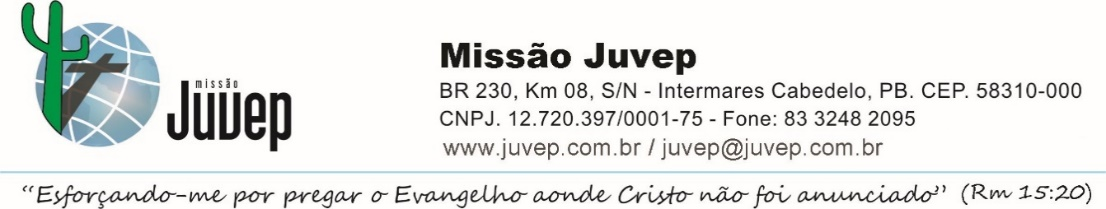 missão
Juvep
Missão Juvep
BR 230, Km 08, S/N - Intermares Cabedelo, PB. CEP. 58310-000
CNPJ. 12.720.397/0001-75 - Fone: 83 3248 2095
www.juvep.com.br / juvep@juvep.com.br
“Esforçando-me por pregar o Evangelho aonde Cristo não foi anunciado” (Rm 15:20)